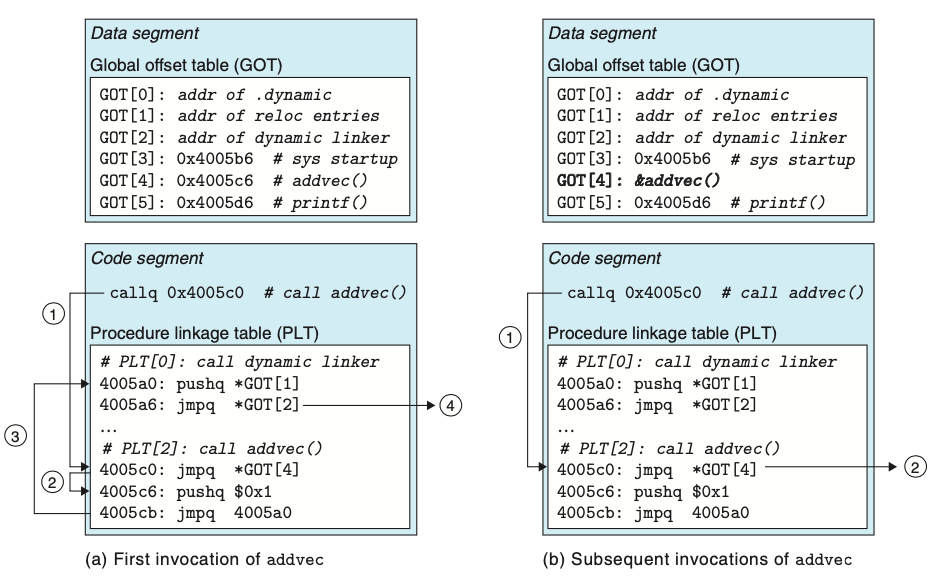 Data segment
Global offset table (GOT)
GOT[0]: addr of .dynamic
GOT[1]: addr of reloc entries
GOT[2]: addr of dynamic linker
GOT[3]: 0x4005b6 # sys startup
GOT[4]: 0x4005c6 # addvec()
GOT[5]: 0x4005d6 # printf()
Code segment
callq 0x4005c0 # call addvec()
1
Procedure linkage table (PLT)
# PLT[0]: call dynamic linker
4005a0: pushq *GOT[1]
4005a6: jmpq *GOT[2]
4
...
3
# PLT[2]: call addvec()
4005c0: jmpq *GOT[4]
2
4005c6: pushq $0x1
4005cb: jmpq 4005a0
(a) First invocation of addvec
Data segment
Global offset table (GOT)
GOT[0]: addr of .dynamic
GOT[1]: addr of reloc entries
GOT[2]: addr of dynamic linker
GOT[3]: 0x4005b6 # sys startup
GOT[4]: &addvec()
GOT[5]: 0x4005d6 # printf()
Code segment
callq 0x4005c0 # call addvec()
1
Procedure linkage table (PLT)
# PLT[0]: call dynamic linker
4005a0: pushq *GOT[1]
4005a6: jmpq *GOT[2]
...
# PLT[2]: call addvec()
4005c0: jmpq *GOT[4]
2
4005c6: pushq $0x1
4005cb: jmpq 4005a0
(b) Subsequent invocations of addvec